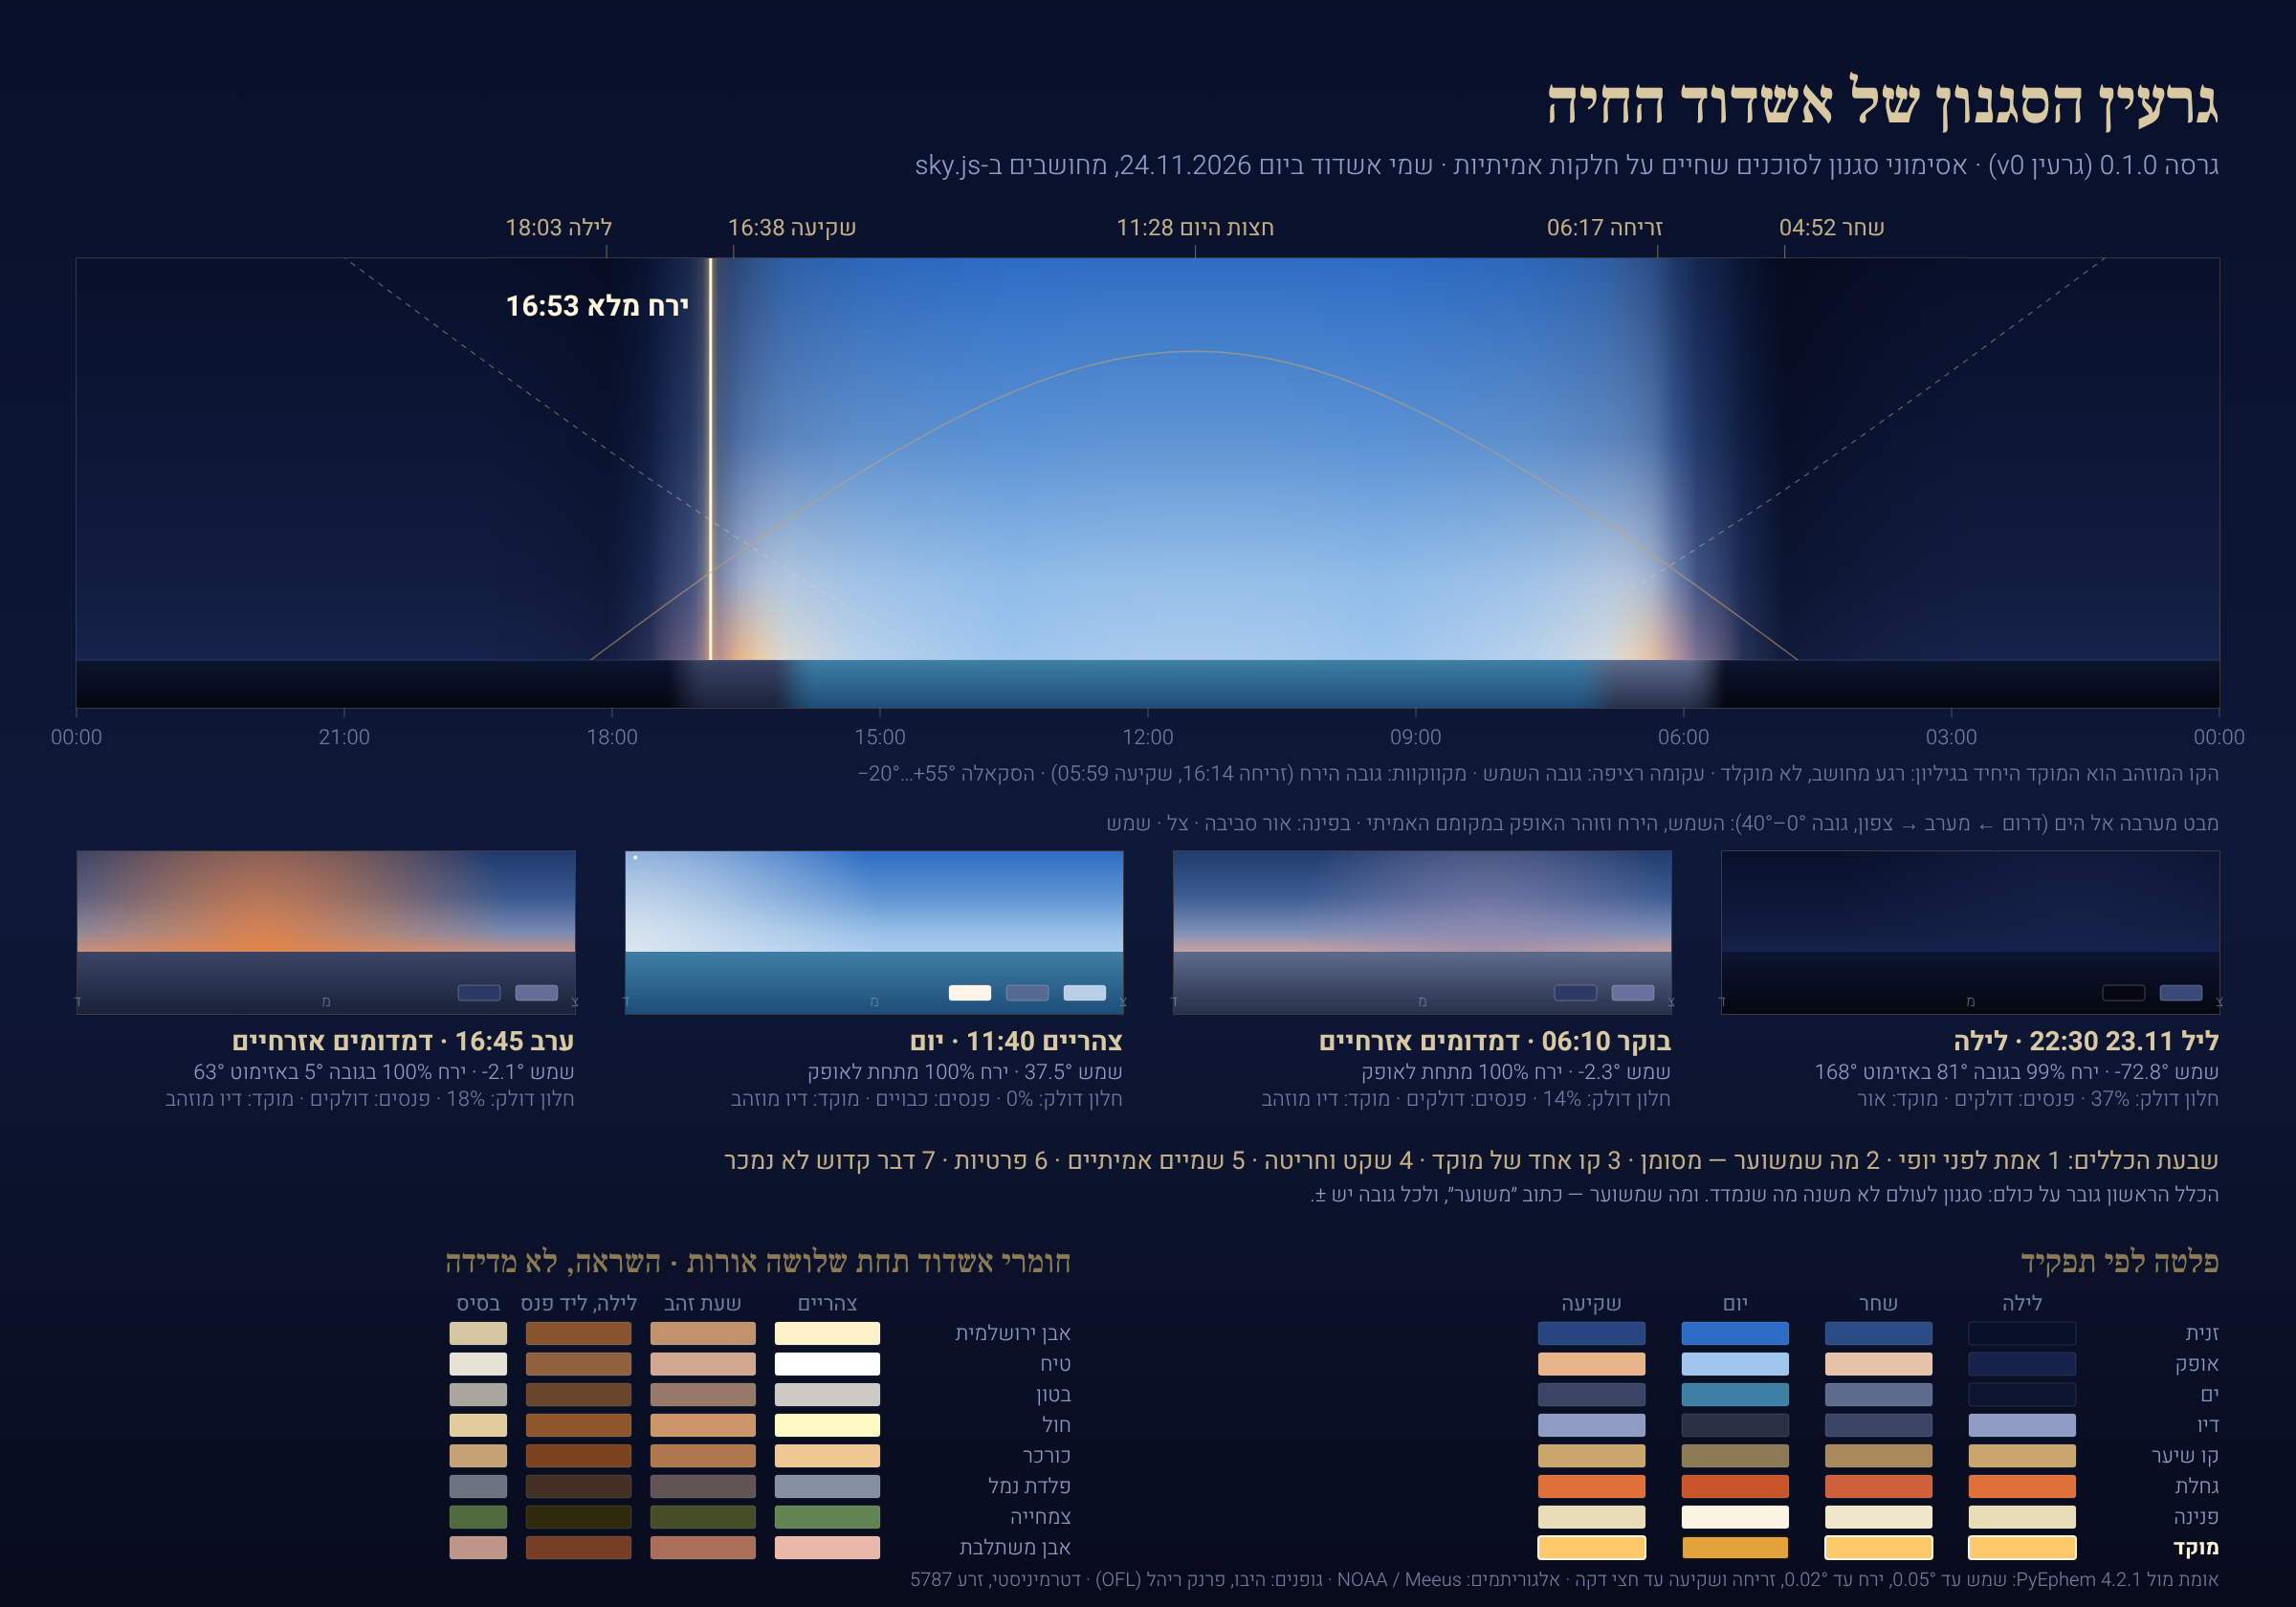 גרעין הסגנון של אשדוד החיה
גרסה 0.1.0 (גרעין v0) · אסימוני סגנון לסוכנים שחיים על חלקות אמיתיות · שמי אשדוד ביום 24.11.2026, מחושבים ב-sky.js
שחר 04:52
זריחה 06:17
חצות היום 11:28
שקיעה 16:38
לילה 18:03
ירח מלא 16:53
00:00 03:00 06:00 09:00 12:00 15:00 18:00 21:00 00:00
הקו המוזהב הוא המוקד היחיד בגיליון: רגע מחושב, לא מוקלד · עקומה רציפה: גובה השמש · מקווקוות: גובה הירח (זריחה 16:14, שקיעה 05:59) · הסקאלה −20°…+55°
מבט מערבה אל הים (דרום ← מערב → צפון, גובה 0°–40°): השמש, הירח וזוהר האופק במקומם האמיתי · בפינה: אור סביבה · צל · שמש
צ מ ד
צ מ ד
צ מ ד
צ מ ד
ליל 23.11 22:30 · לילה
שמש -72.8° · ירח 99% בגובה 81° באזימוט 168°
חלון דולק: 37% · פנסים: דולקים · מוקד: אור
בוקר 06:10 · דמדומים אזרחיים
שמש -2.3° · ירח 100% מתחת לאופק
חלון דולק: 14% · פנסים: דולקים · מוקד: דיו מוזהב
צהריים 11:40 · יום
שמש 37.5° · ירח 100% מתחת לאופק
חלון דולק: 0% · פנסים: כבויים · מוקד: דיו מוזהב
ערב 16:45 · דמדומים אזרחיים
שמש -2.1° · ירח 100% בגובה 5° באזימוט 63°
חלון דולק: 18% · פנסים: דולקים · מוקד: דיו מוזהב
שבעת הכללים: 1 אמת לפני יופי · 2 מה שמשוער — מסומן · 3 קו אחד של מוקד · 4 שקט וחריטה · 5 שמיים אמיתיים · 6 פרטיות · 7 דבר קדוש לא נמכר
הכלל הראשון גובר על כולם: סגנון לעולם לא משנה מה שנמדד. ומה שמשוער — כתוב ״משוער״, ולכל גובה יש ±.
פלטה לפי תפקיד
לילה שחר יום שקיעה
זנית
אופק
ים
דיו
קו שיער
גחלת
פנינה
מוקד
חומרי אשדוד תחת שלושה אורות · השראה, לא מדידה
צהריים שעת זהב לילה, ליד פנס בסיס
אבן ירושלמית
טיח
בטון
חול
כורכר
פלדת נמל
צמחייה
אבן משתלבת
אומת מול PyEphem 4.2.1: שמש עד 0.05°, ירח עד 0.02°, זריחה ושקיעה עד חצי דקה · אלגוריתמים: NOAA / Meeus · גופנים: היבו, פרנק ריהל (OFL) · דטרמיניסטי, זרע 5787